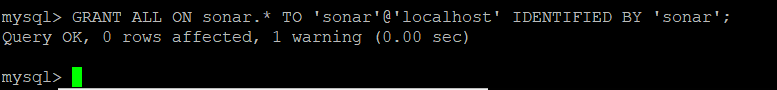 mysql> GRANT ALL ON sonar.* TO 'sonar'@'localhost' IDENTIFIED BY 'sonar';
Query OK, 0 rows affected, 1 warning (0.00 sec)
mysql>